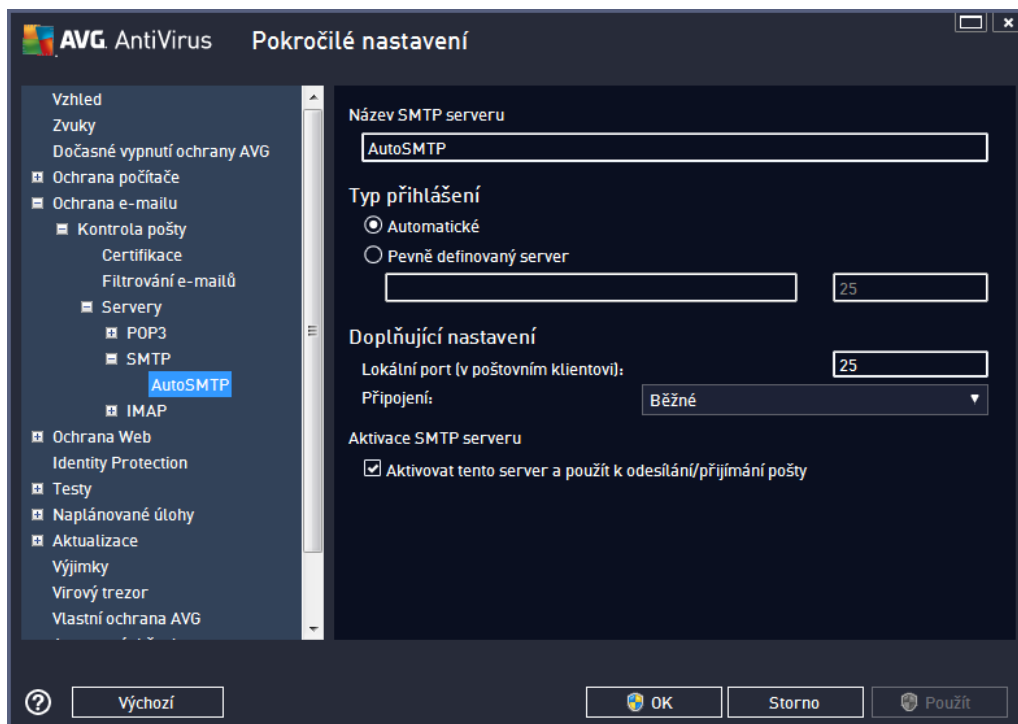 AVG. AntiVirus Pokročilé nastavení
Vzhled
Zvuky
Dočasné vypnutí ochrany AVG
Ochrana počítače
Ochrana e-mailu
Kontrola pošty
Certifikace
Filtrování e-mailů
Servery
POP3
SMTP
AutoSMTP
IMAP
Ochrana Web
Identity Protection
Testy
Naplánované úlohy
Aktualizace
Výjimky
Virový trezor
Vlastní ochrana AVG
Název SMTP serveru
AutoSMTP
Typ přihlášení
Automatické
Pevně definovaný server
25
Doplňující nastavení
Lokální port (v poštovním klientovi): 25
Připojení: Běžné
Aktivace SMTP serveru
Aktivovat tento server a použít k odesílání/přijímání pošty
? Výchozí OK Storno Použít